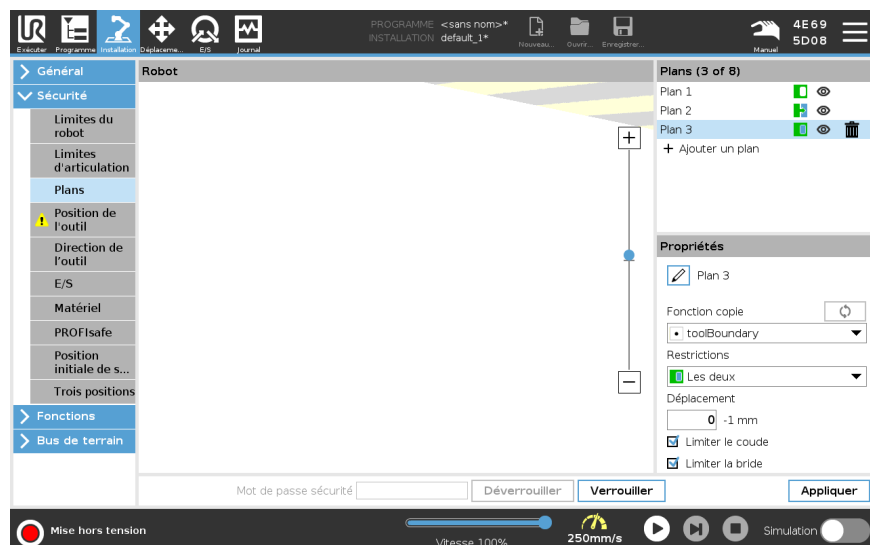 PROGRAMME <sans nom>*
INSTALLATION default_1*
Exécuter
Programme
Installation
Déplaceme...
E/S
Journal
Nouveau...
Ouvrir...
Enregistrer...
Manuel
4E69
5D08
Général
Sécurité
Limites du
robot
Limites
d'articulation
Plans
Position de
l'outil
Direction de
l'outil
E/S
Matériel
PROFIsafe
Position
initiale de s...
Trois positions
Fonctions
Bus de terrain
Robot
+
−
Plans (3 of 8)
Plan 1
Plan 2
Plan 3
+ Ajouter un plan
Propriétés
Plan 3
Fonction copie
toolBoundary
Restrictions
Les deux
Déplacement
0 -1 mm
Limiter le coude
Limiter la bride
Mot de passe sécurité
Déverrouiller
Verrouiller
Appliquer
Mise hors tension
Vitesse 100%
250mm/s
Simulation